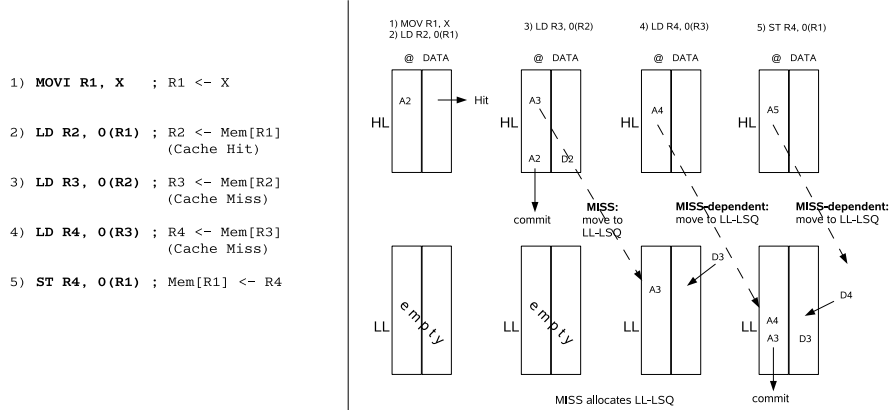 1) MOVI R1, X ; R1 <- X
2) LD R2, 0(R1) ; R2 <- Mem[R1]
(Cache Hit)
3) LD R3, 0(R2) ; R3 <- Mem[R2]
(Cache Miss)
4) LD R4, 0(R3) ; R4 <- Mem[R3]
(Cache Miss)
5) ST R4, 0(R1) ; Mem[R1] <- R4
1) MOV R1, X
2) LD R2, 0(R1)
@ DATA
HL
A2
Hit
LL
empty
3) LD R3, 0(R2)
@ DATA
HL
A3
A2 D2
commit
MISS:
move to
LL-LSQ
LL
empty
4) LD R4, 0(R3)
@ DATA
HL
A4
MISS-dependent:
move to LL-LSQ
D3
A3
LL
5) ST R4, 0(R1)
@ DATA
HL
A5
MISS-dependent:
move to LL-LSQ
D4
A4
LL
A3 D3
commit
MISS allocates LL-LSQ